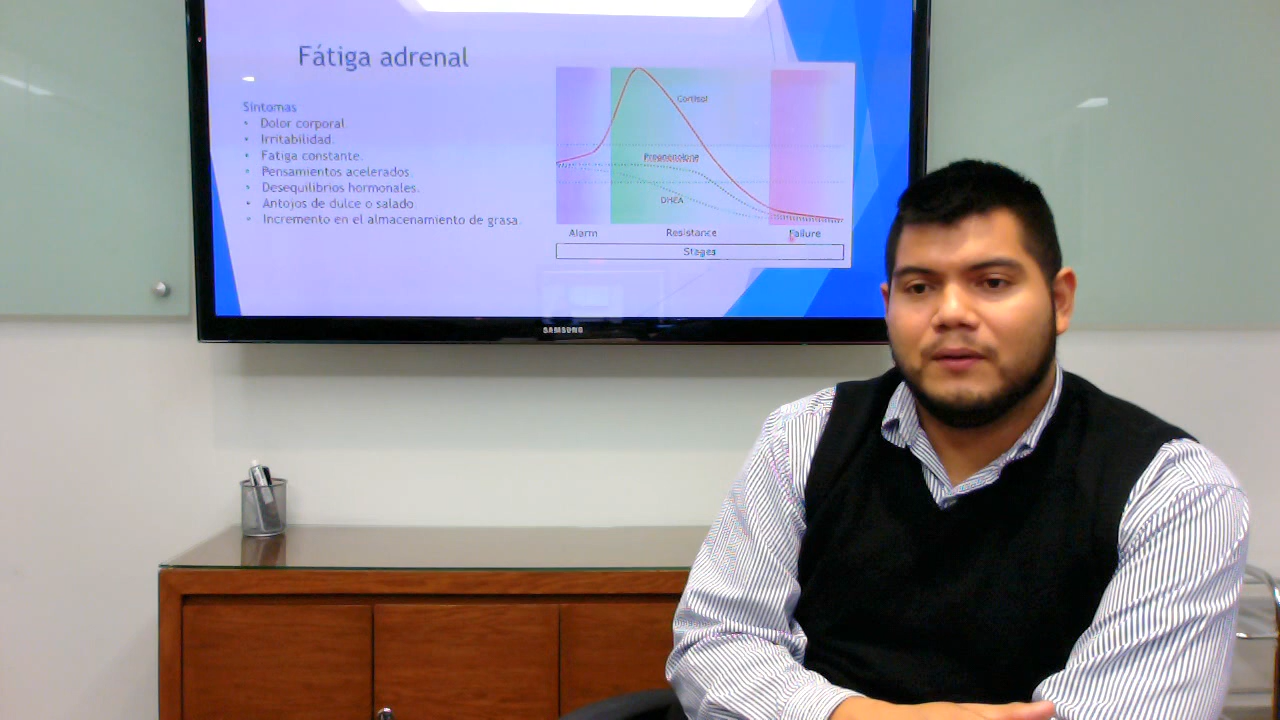 Fátiga adrenal
Síntomas
• Dolor corporal.
• Irritabilidad.
• Fatiga constante.
• Pensamientos acelerados.
• Desequilibrios hormonales.
• Antojos de dulce o salado.
• Incremento en el almacenamiento de grasa.
Cortisol
Pregnenolone
DHEA
Alarm Resistance Failure
Stages
SAMSUNG